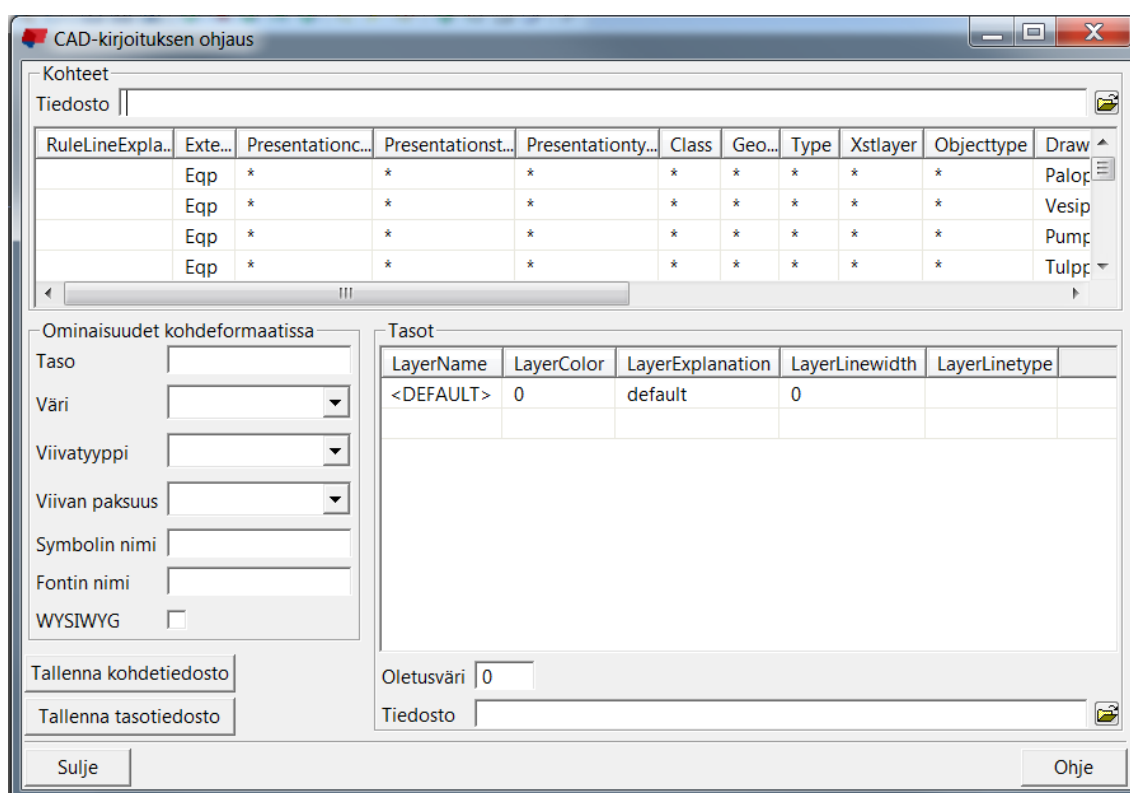 CAD-kirjoituksen ohjaus
Kohteet
Tiedosto
RuleLineExpla... Exte... Presentationc... Presentationst... Presentationty... Class Geo... Type Xstlayer Objecttype Draw
Eqp * * * * * * * * Palop
Eqp * * * * * * * * Vesip
Eqp * * * * * * * * Pump
Eqp * * * * * * * * Tulpp
Ominaisuudet kohdeformaatissa
Taso
Väri
Viivatyyppi
Viivan paksuus
Symbolin nimi
Fontin nimi
WYSIWYG
Tallenna kohdetiedosto
Tallenna tasotiedosto
Tasot
LayerName LayerColor LayerExplanation LayerLinewidth LayerLinetype
<DEFAULT> 0 default 0
Oletusväri 0
Tiedosto
Sulje
Ohje